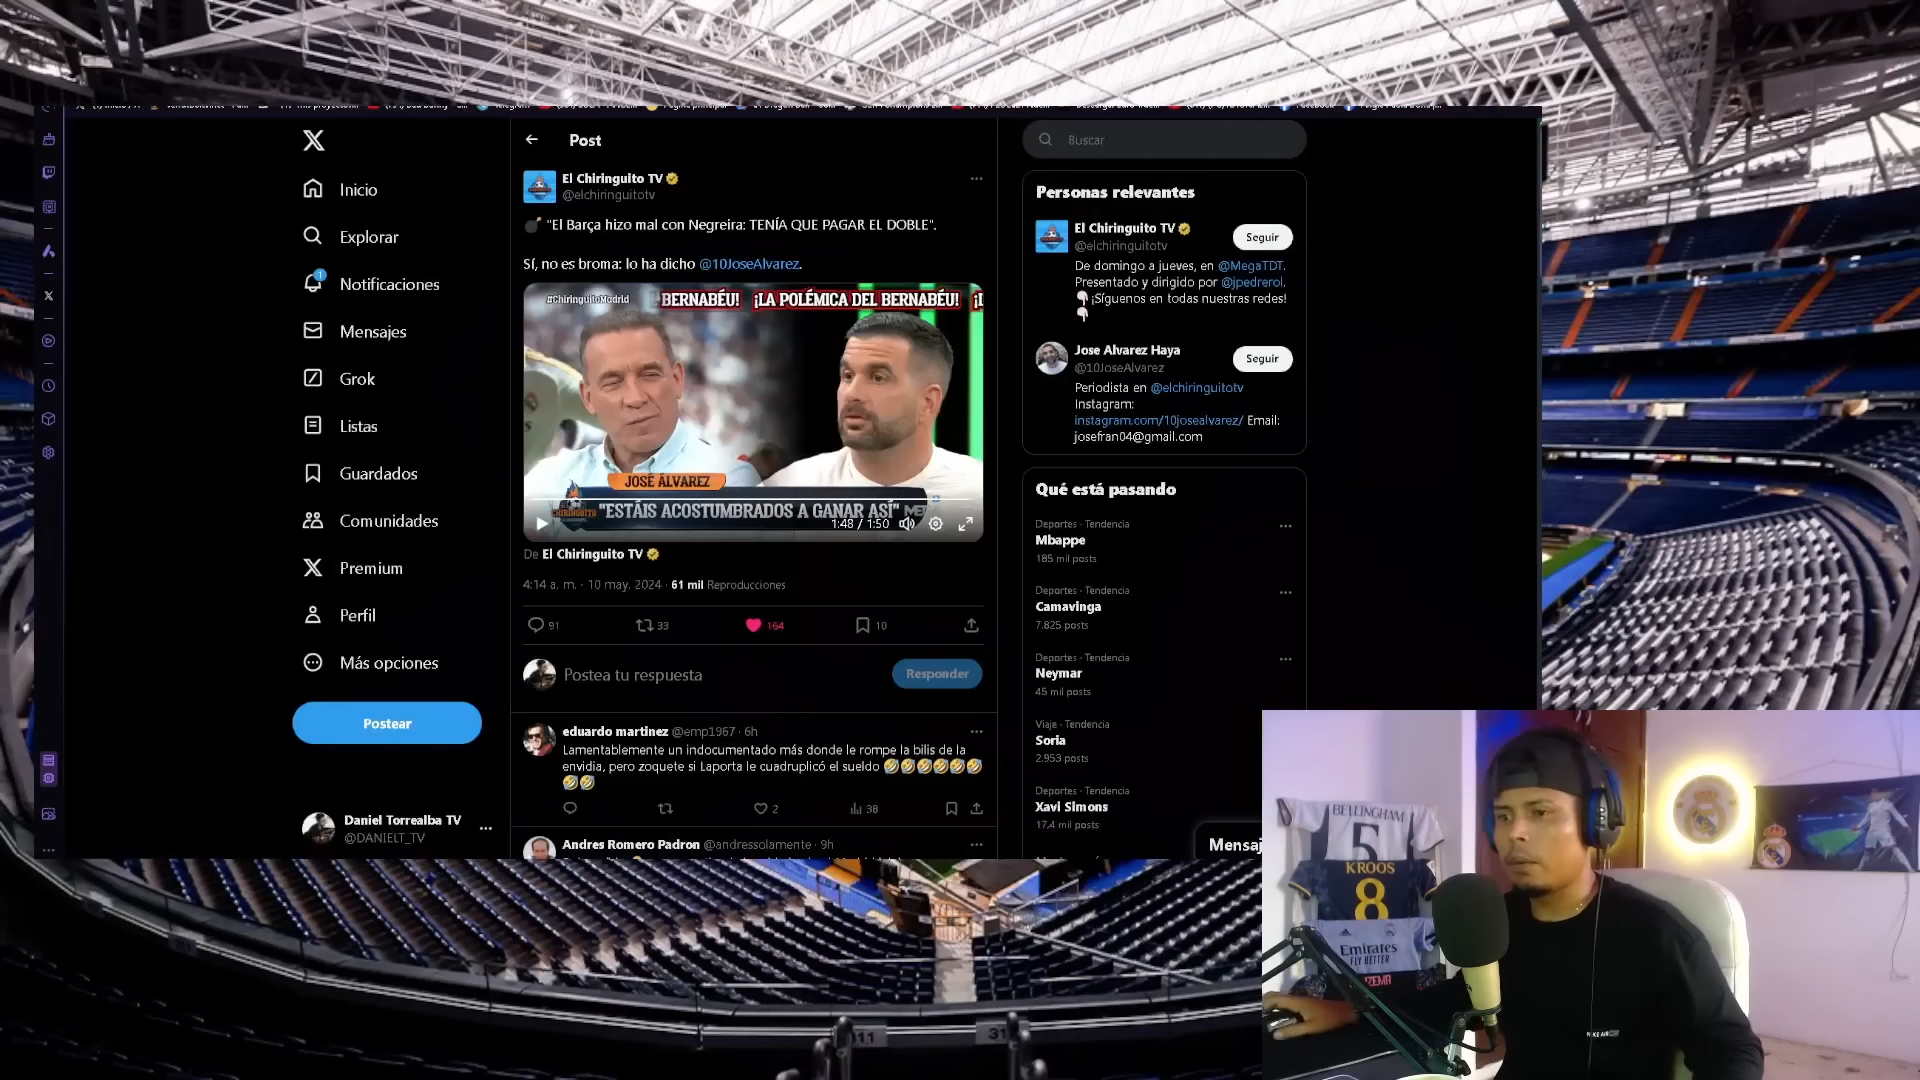 Post
Buscar
Inicio
Explorar
1
Notificaciones
Mensajes
Grok
Listas
Guardados
Comunidades
Premium
Perfil
Más opciones
Postear
Daniel Torrealba TV
@DANIELT_TV
El Chiringuito TV
@elchiringuitotv
"El Barça hizo mal con Negreira: TENÍA QUE PAGAR EL DOBLE".
Sí, no es broma: lo ha dicho @10JoseAlvarez.
#ChiringuitoMadrid
BERNABÉU! ¡LA POLÉMICA DEL BERNABÉU!
JOSÉ ÁLVAREZ
"ESTÁIS ACOSTUMBRADOS A GANAR ASÍ"
CHIRINGUITO
1:48 / 1:50
De El Chiringuito TV
4:14 a. m. · 10 may. 2024 · 61 mil Reproducciones
91
33
164
10
Postea tu respuesta
Responder
eduardo martinez @emp1967 · 6h
Lamentablemente un indocumentado más donde le rompe la bilis de la
envidia, pero zoquete si Laporta le cuadruplicó el sueldo
2
38
Andres Romero Padron @andressolamente · 9h
Personas relevantes
El Chiringuito TV
@elchiringuitotv
Seguir
De domingo a jueves, en @MegaTDT.
Presentado y dirigido por @jpedrerol.
¡Síguenos en todas nuestras redes!
Jose Alvarez Haya
@10JoseAlvarez
Seguir
Periodista en @elchiringuitotv
Instagram:
instagram.com/10josealvarez/ Email:
josefran04@gmail.com
Qué está pasando
Deportes · Tendencia
Mbappe
185 mil posts
Deportes · Tendencia
Camavinga
7.825 posts
Deportes · Tendencia
Neymar
45 mil posts
Viaje · Tendencia
Soria
2.953 posts
Deportes · Tendencia
Xavi Simons
17,4 mil posts
Mensaj
BELLINGHAM
5
KROOS
8
Emirates
FLY BETTER